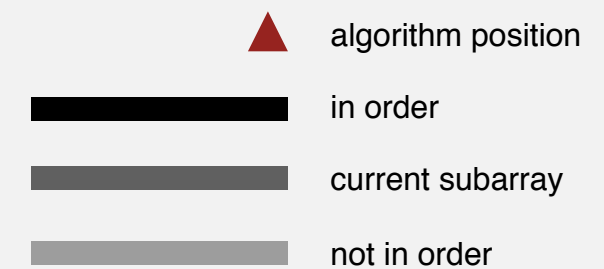 algorithm position
in order
current subarray
not in order